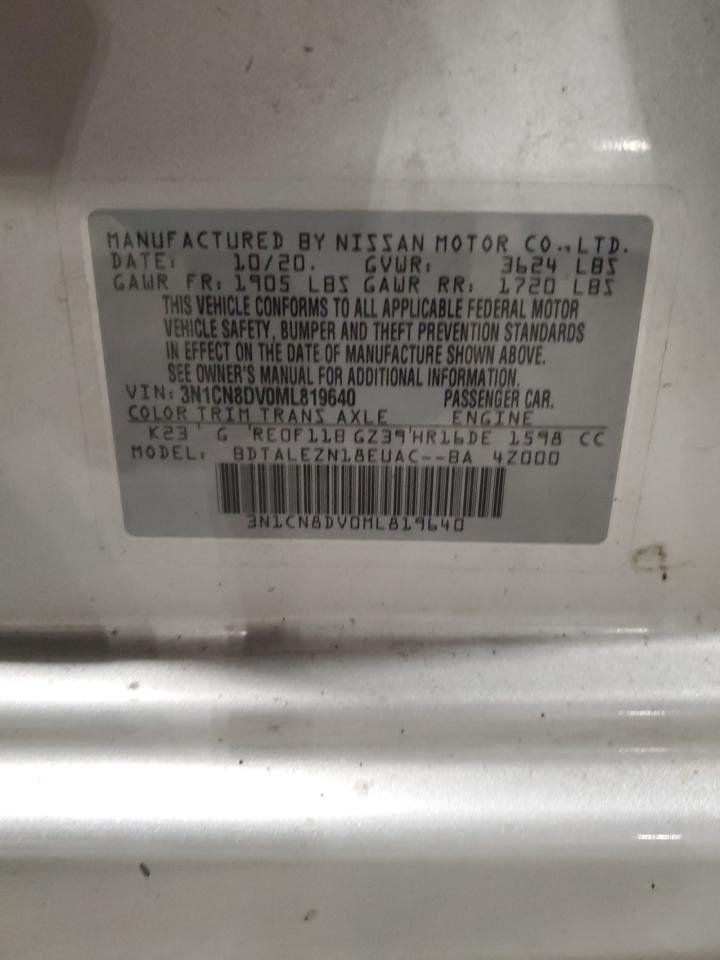 MANUFACTURED BY NISSAN MOTOR CO., LTD.
DATE: 10/20. GVWR: 3624 LBS
GAWR FR: 1905 LBS GAWR RR: 1720 LBS
THIS VEHICLE CONFORMS TO ALL APPLICABLE FEDERAL MOTOR
VEHICLE SAFETY, BUMPER AND THEFT PREVENTION STANDARDS
IN EFFECT ON THE DATE OF MANUFACTURE SHOWN ABOVE.
SEE OWNER'S MANUAL FOR ADDITIONAL INFORMATION.
VIN: 3N1CN8DV0ML819640 PASSENGER CAR.
COLOR TRIM TRANS AXLE ENGINE
K23 ' G 'RE0F11B GZ39'HR16DE 1598 CC
MODEL: BDTALEZN18EUAC--BA 4Z000
3N1CN8DV0ML819640